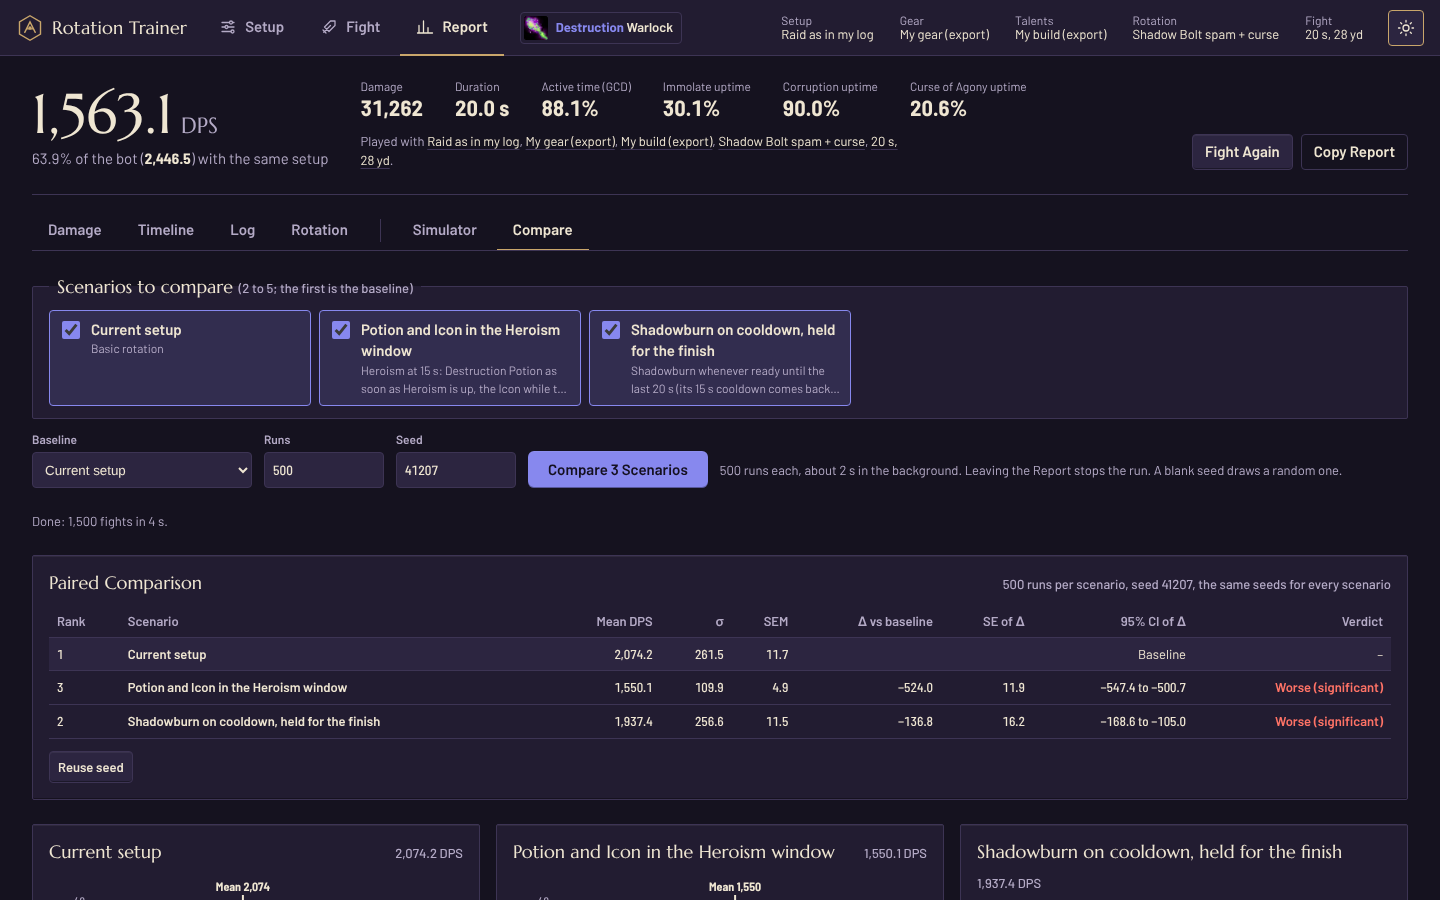 Rotation Trainer
Setup
Fight
Report
Destruction Warlock
Setup
Raid as in my log
Gear
My gear (export)
Talents
My build (export)
Rotation
Shadow Bolt spam + curse
Fight
20 s, 28 yd
1,563.1 DPS
63.9% of the bot (2,446.5) with the same setup
Damage
31,262
Duration
20.0 s
Active time (GCD)
88.1%
Immolate uptime
30.1%
Corruption uptime
90.0%
Curse of Agony uptime
20.6%
Played with Raid as in my log, My gear (export), My build (export), Shadow Bolt spam + curse, 20 s,
28 yd.
Fight Again
Copy Report
Damage
Timeline
Log
Rotation
Simulator
Compare
Scenarios to compare (2 to 5; the first is the baseline)
Current setup
Basic rotation
Potion and Icon in the Heroism
window
Heroism at 15 s: Destruction Potion as
soon as Heroism is up, the Icon while t...
Shadowburn on cooldown, held
for the finish
Shadowburn whenever ready until the
last 20 s (its 15 s cooldown comes back...
Baseline
Current setup
Runs
500
Seed
41207
Compare 3 Scenarios
500 runs each, about 2 s in the background. Leaving the Report stops the run. A blank seed draws a random one.
Done: 1,500 fights in 4 s.
Paired Comparison
500 runs per scenario, seed 41207, the same seeds for every scenario
Rank Scenario Mean DPS σ SEM Δ vs baseline SE of Δ 95% CI of Δ Verdict
1 Current setup 2,074.2 261.5 11.7 Baseline –
3 Potion and Icon in the Heroism window 1,550.1 109.9 4.9 −524.0 11.9 −547.4 to −500.7 Worse (significant)
2 Shadowburn on cooldown, held for the finish 1,937.4 256.6 11.5 −136.8 16.2 −168.6 to −105.0 Worse (significant)
Reuse seed
Current setup
2,074.2 DPS
Mean 2,074
Potion and Icon in the Heroism window
1,550.1 DPS
Mean 1,550
Shadowburn on cooldown, held for the finish
1,937.4 DPS